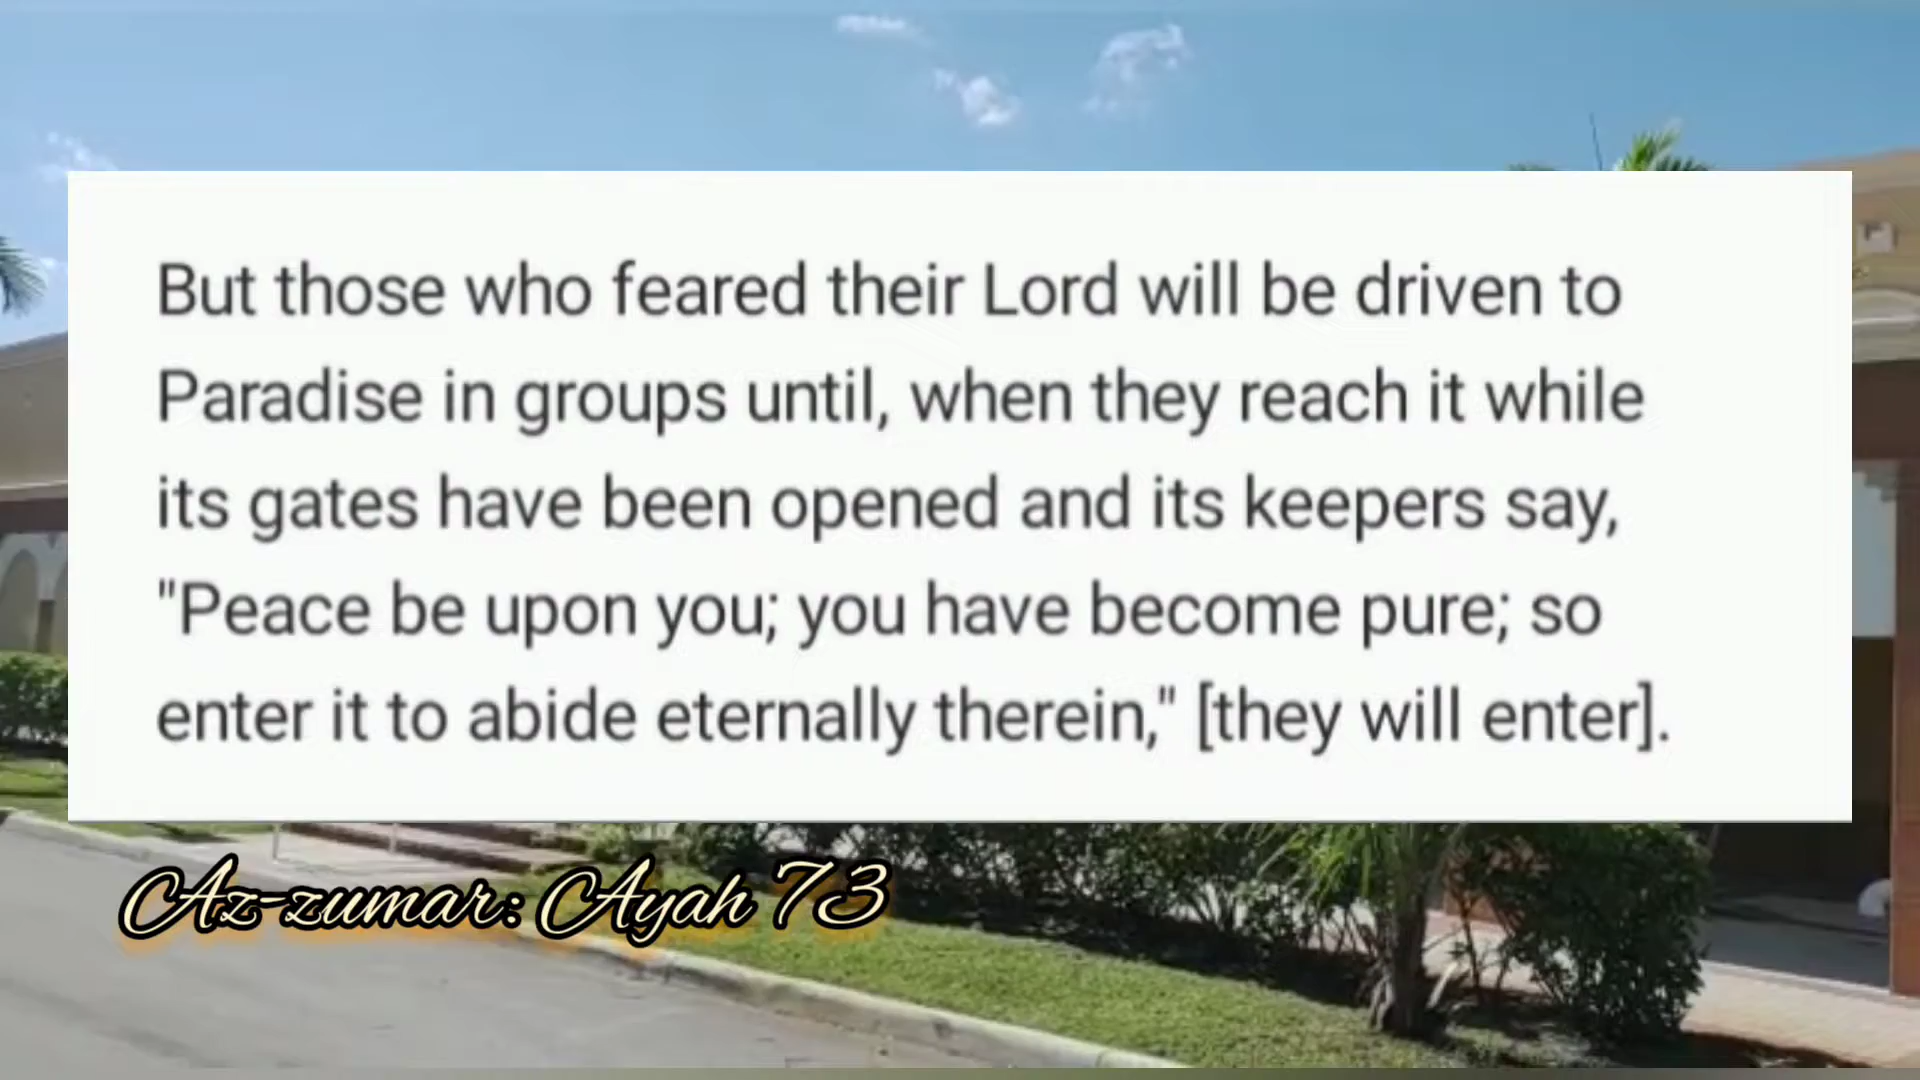 But those who feared their Lord will be driven to
Paradise in groups until, when they reach it while
its gates have been opened and its keepers say,
"Peace be upon you; you have become pure; so
enter it to abide eternally therein," [they will enter].
Az-zumar: Ayah 73